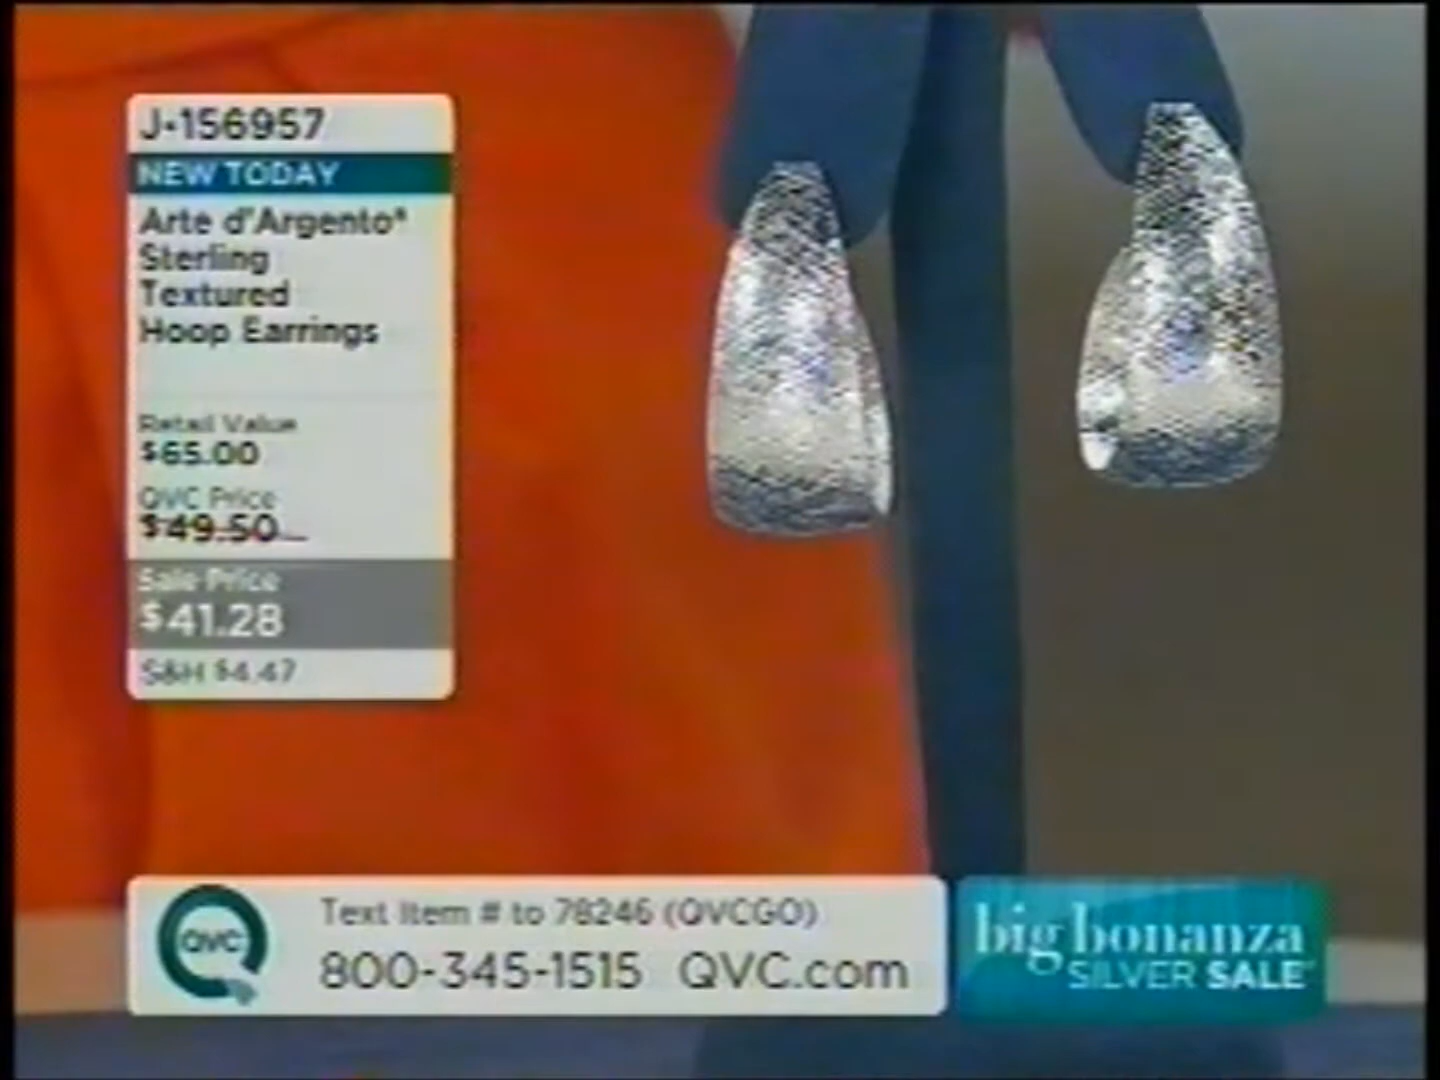 J-156957
NEW TODAY
Arte d'Argento®
Sterling
Textured
Hoop Earrings
Retail Value
$65.00
QVC Price
$49.50
Sale Price
$41.28
S&H $4.47
QVC
Text Item # to 78246 (QVCGO)
800-345-1515 QVC.com
big bonanza
SILVER SALE